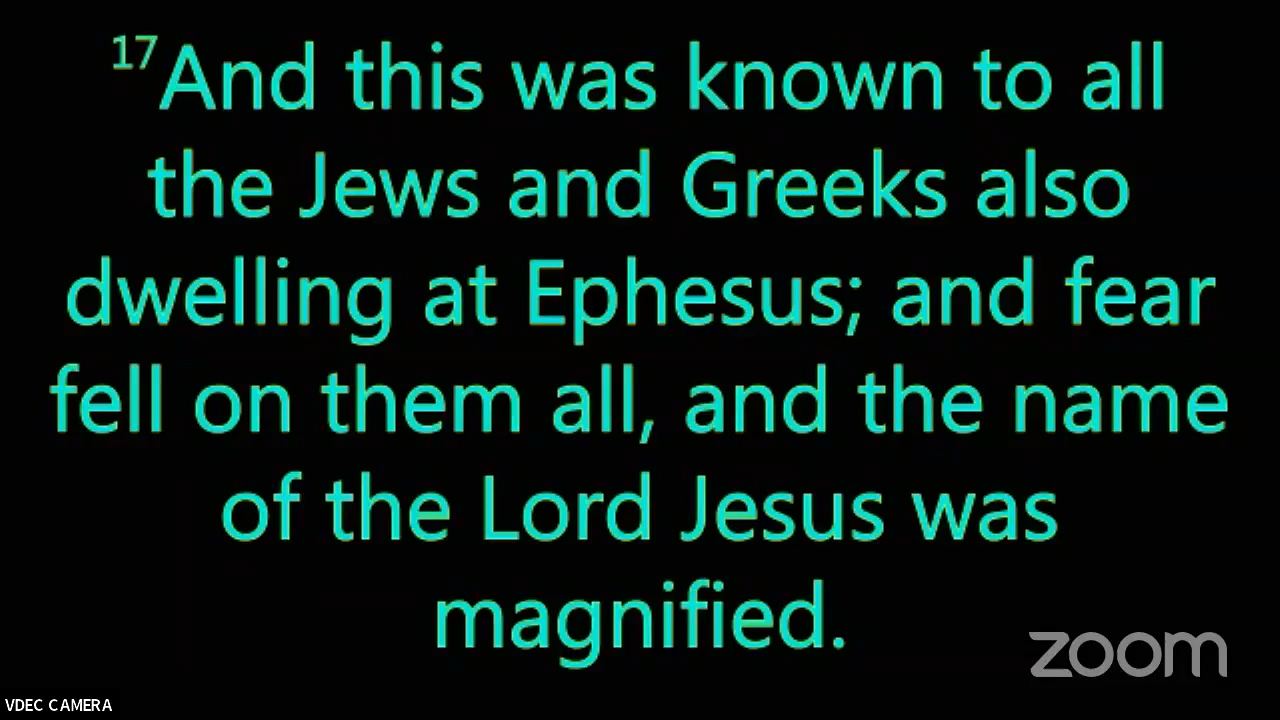 17And this was known to all
the Jews and Greeks also
dwelling at Ephesus; and fear
fell on them all, and the name
of the Lord Jesus was
magnified.
zoom
VDEC CAMERA